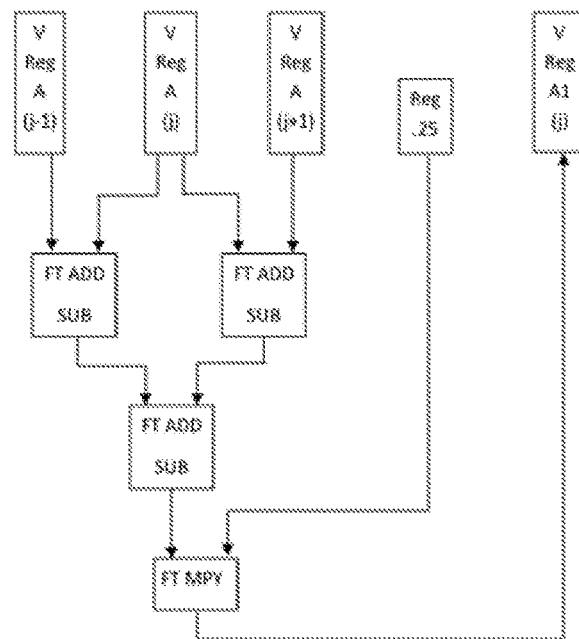 V
Reg
A
(j-1)
V
Reg
A
(j)
V
Reg
A
(j+1)
Reg
.25
V
Reg
A1
(j)
FT ADD
SUB
FT ADD
SUB
FT ADD
SUB
FT MPY